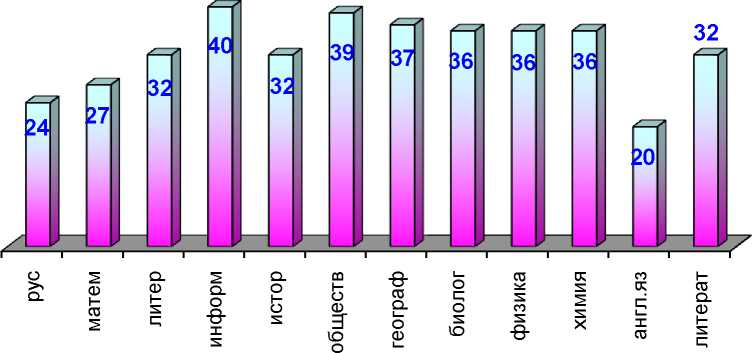 24
27
32
40
32
39
37
36
36
36
20
32
рус
матем
литер
информ
истор
обществ
географ
биолог
физика
химия
англ.яз
литерат